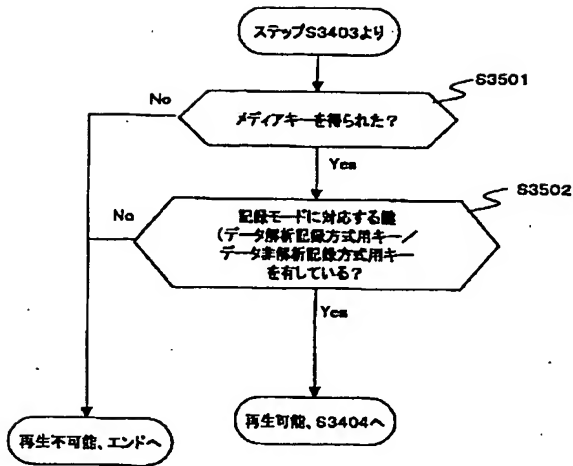 ステップS3403より
S3501
No
メディアキーを得られた？
Yes
S3502
No
記録モードに対応する鍵
(データ解析記録方式用キー／
データ非解析記録方式用キー
を有している？
Yes
再生不可能、エンドへ
再生可能、S3404へ